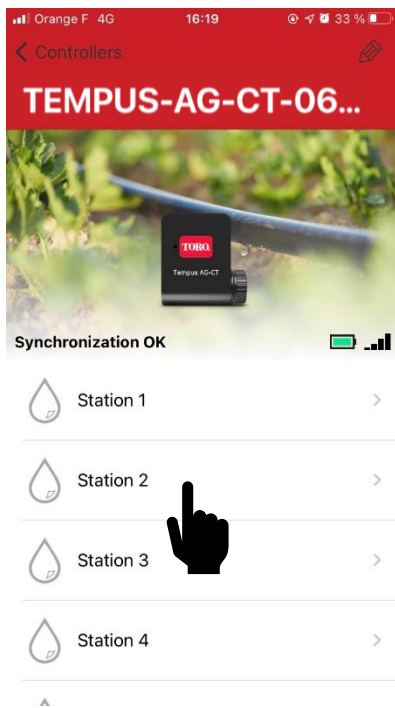 Orange F 4G 16:19 33 %
Controllers
TEMPUS-AG-CT-06...
TORO.
Tempus AG-CT
Synchronization OK
Station 1
Station 2
Station 3
Station 4